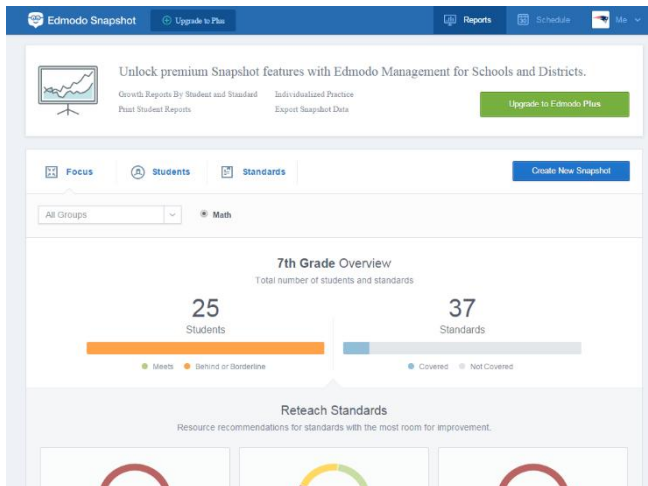 Edmodo Snapshot
Upgrade to Plus
Reports
Schedule
Me
Unlock premium Snapshot features with Edmodo Management for Schools and Districts.
Growth Reports By Student and Standard
Individualized Practice
Print Student Reports
Export Snapshot Data
Upgrade to Edmodo Plus
Focus
Students
Standards
Create New Snapshot
All Groups
Math
7th Grade Overview
Total number of students and standards
25
37
Students
Standards
Meets
Behind or Borderline
Covered
Not Covered
Reteach Standards
Resource recommendations for standards with the most room for improvement.